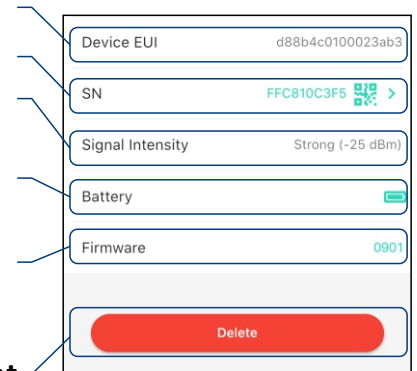 Device EUI d88b4c0100023ab3
SN FFC810C3F5 >
Signal Intensity Strong (-25 dBm)
Battery
Firmware 0901
Delete